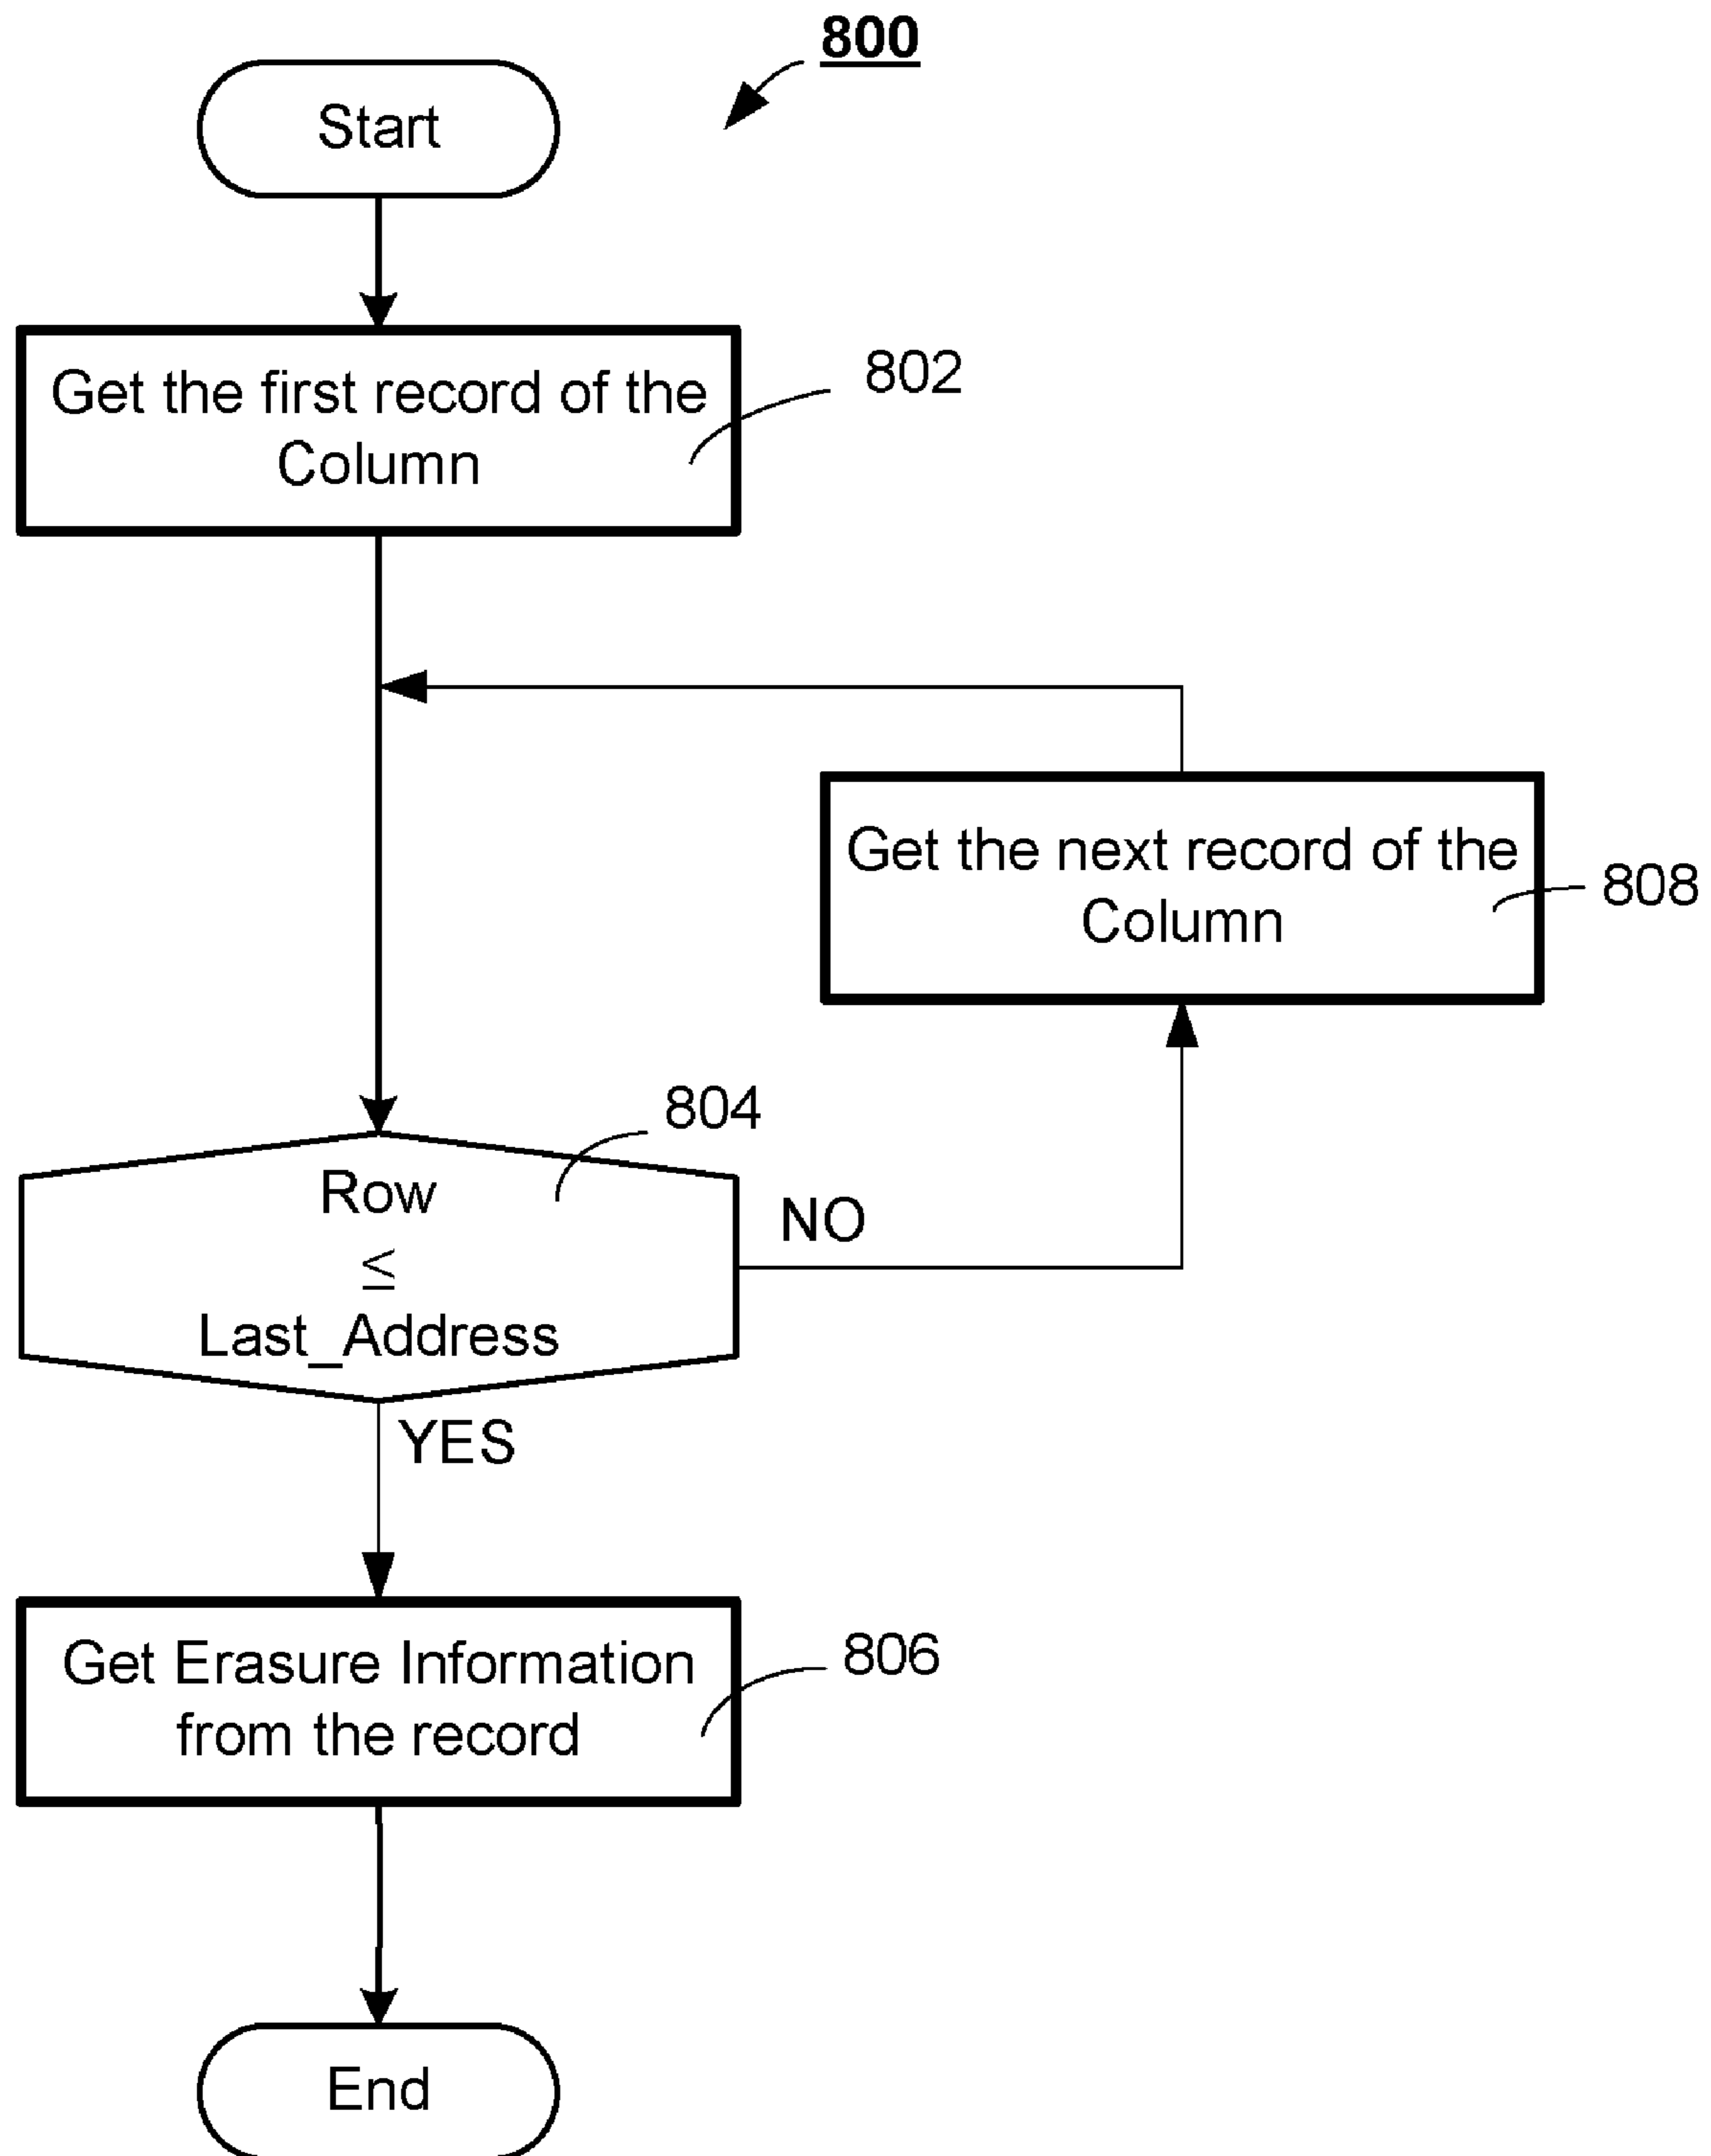 800
Start
Get the first record of the
Column
802
Get the next record of the
Column
808
804
Row
≤
Last_Address
NO
YES
Get Erasure Information
from the record
806
End